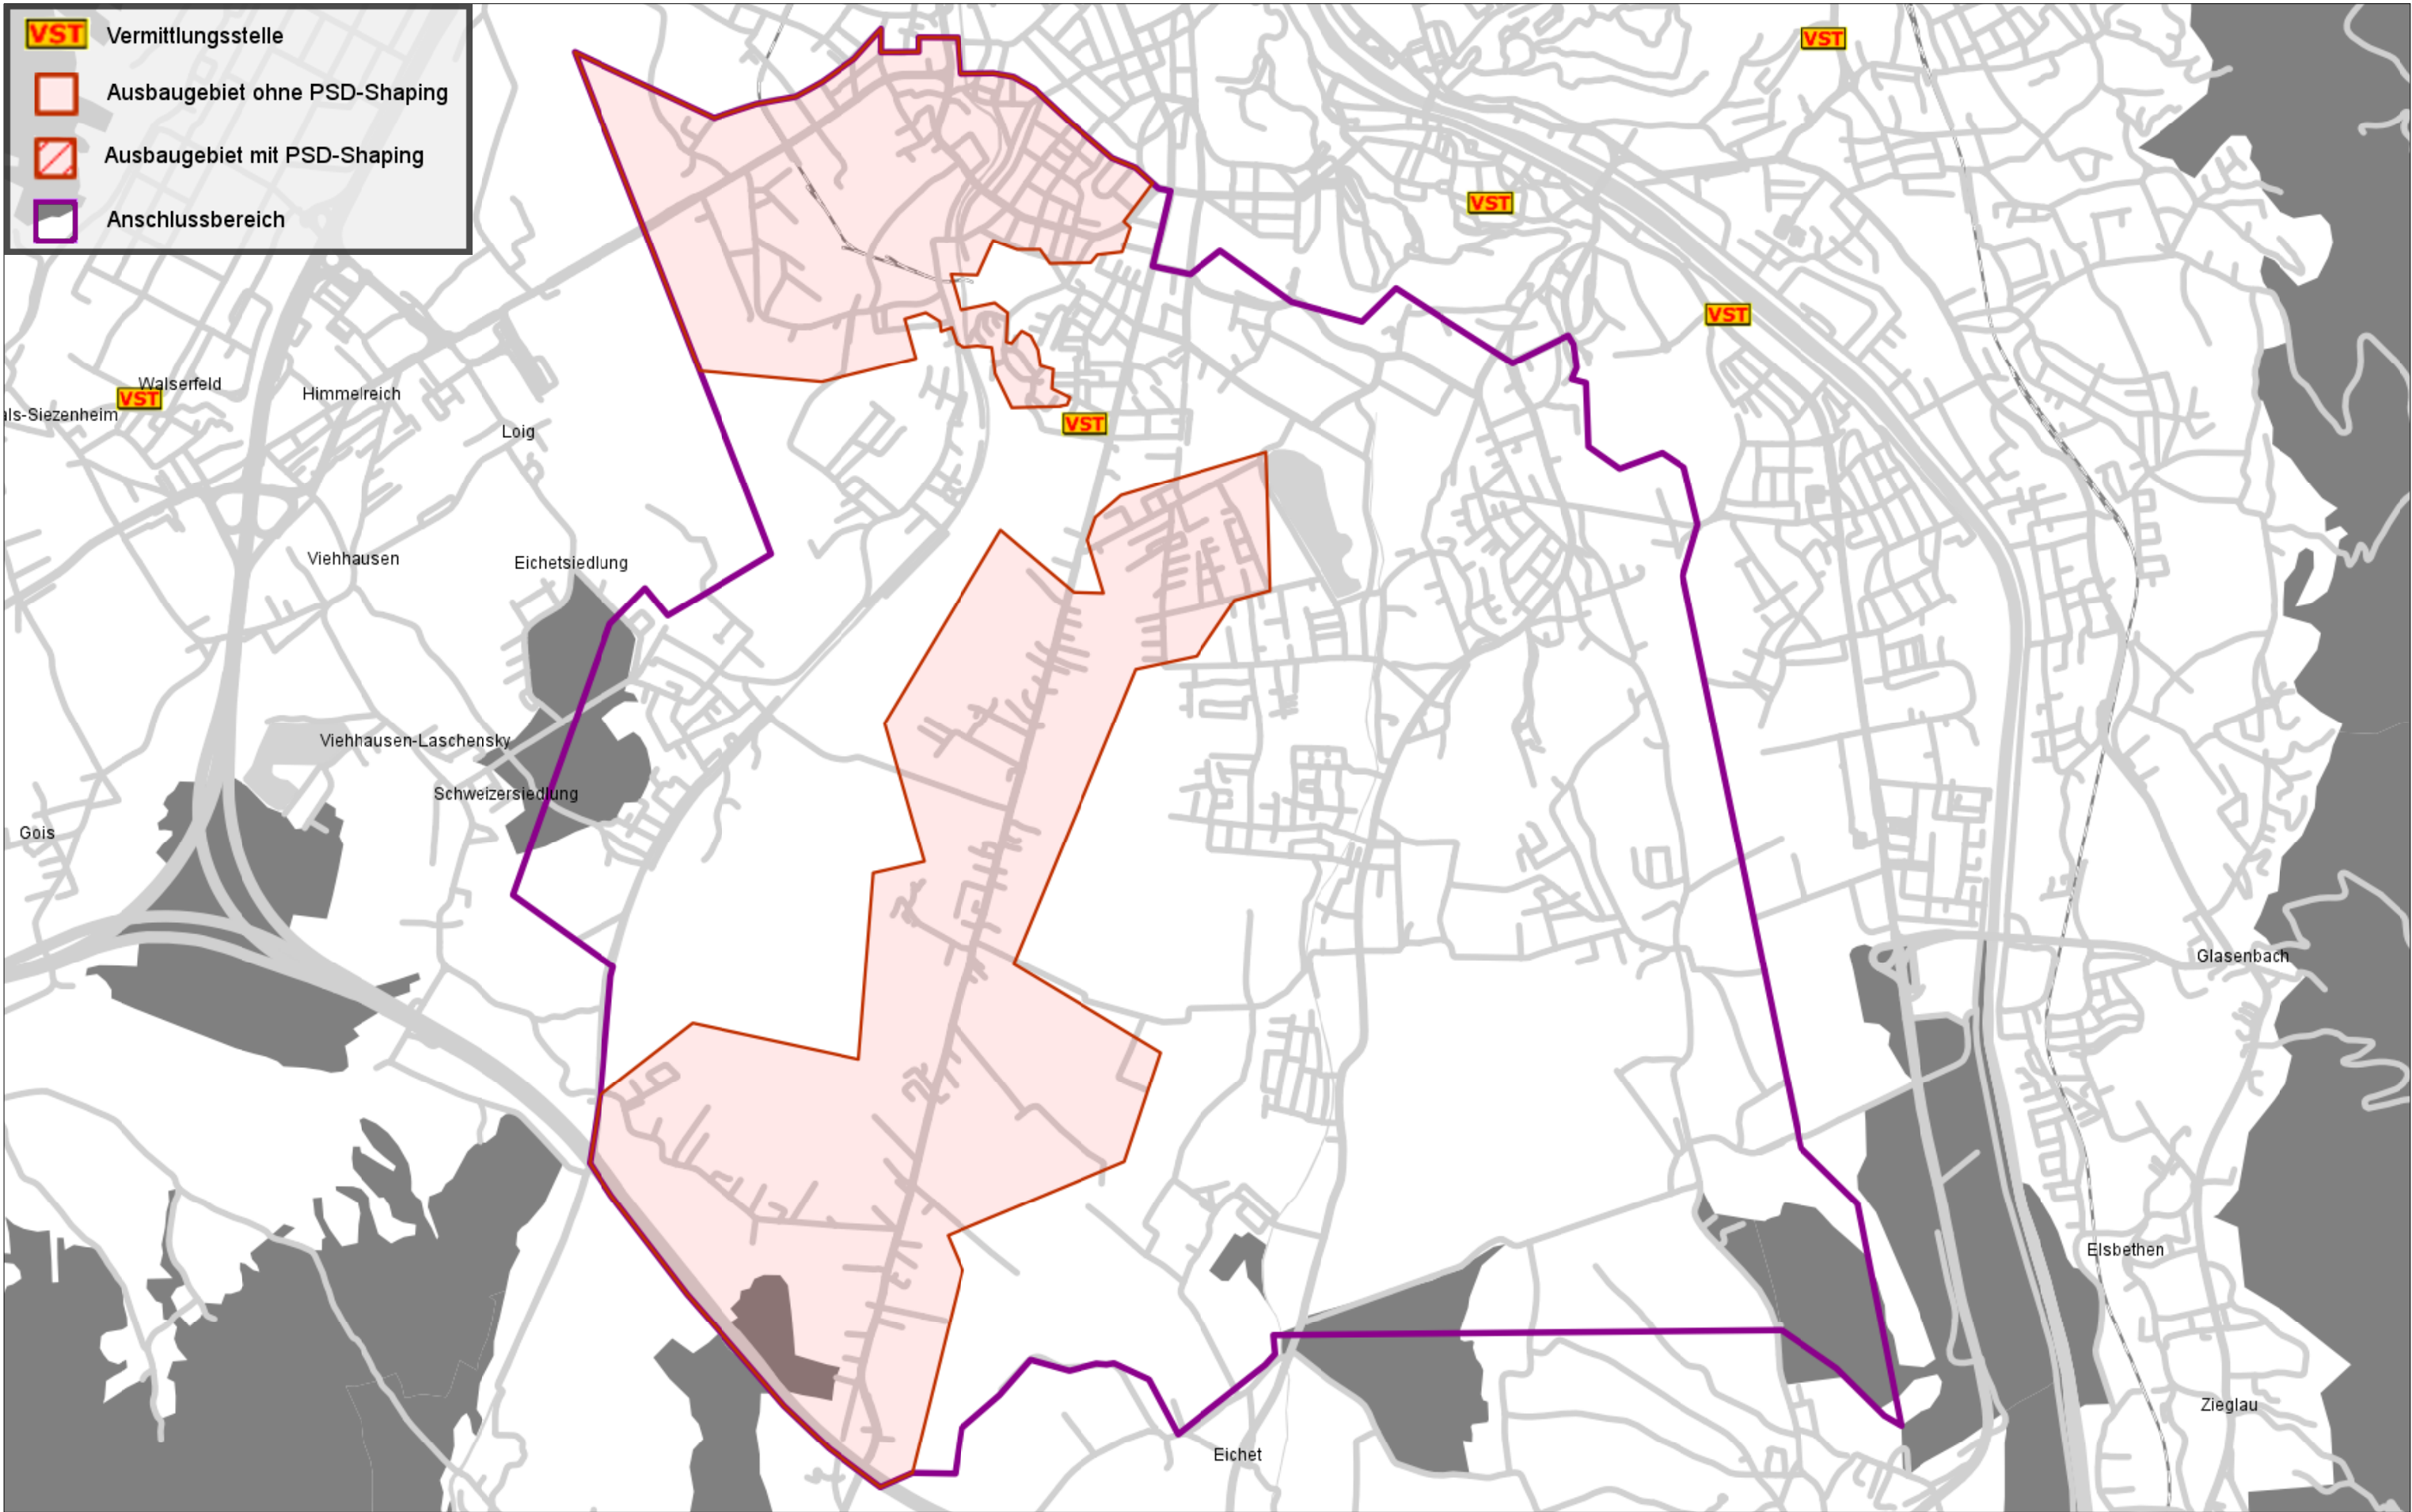 VST Vermittlungsstelle
Ausbaugebiet ohne PSD-Shaping
Ausbaugebiet mit PSD-Shaping
Anschlussbereich
VST
VST
VST
Walserfeld
VST
Himmelreich
als-Siezenheim
VST
Loig
Viehhausen
Eichetsiedlung
Viehhausen-Laschensky
Schweizersiedlung
Gois
Glasenbach
Elsbethen
Zieglau
Eichet